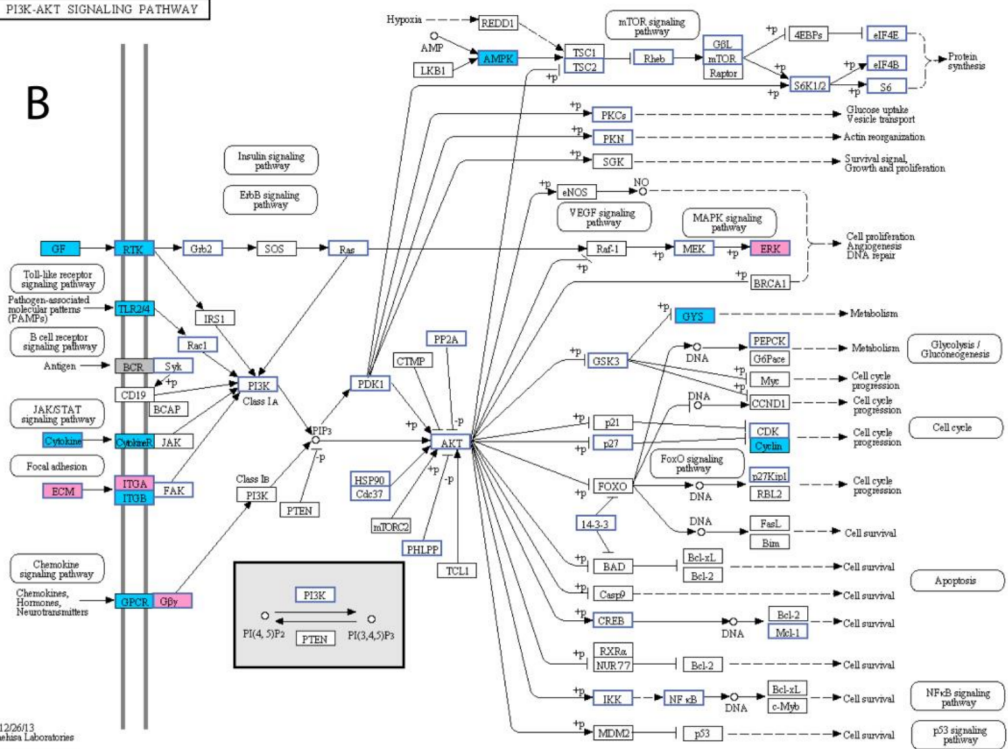 PI3K-AKT SIGNALING PATHWAY
B
Hypoxia
REDD1
AMP
LKB1
AMPK
TSC1
TSC2
Rheb
mTOR signaling
pathway
GβL
mTOR
Raptor
4EBPs
eIF4E
S6K1/2
eIF4B
S6
Protein
synthesis
+p
+p
+p
+p
+p
+p
PKCs
Glucose uptake
Vesicle transport
+p
PKN
Actin reorganization
+p
SGK
Survival signal,
Growth and proliferation
Insulin signaling
pathway
ErbB signaling
pathway
+p
eNOS
NO
VEGF signaling
pathway
MAPK signaling
pathway
GF
RTK
Grb2
SOS
Ras
Raf-1
+p
MEK
+p
ERK
+p
BRCA1
+p
Cell proliferation
Angiogenesis
DNA repair
Toll-like receptor
signaling pathway
Pathogen-associated
molecular patterns
(PAMPs)
TLR2/4
IRS1
Rac1
B cell receptor
signaling pathway
Antigen
BCR
Syk
+p
CD19
BCAP
PI3K
Class IA
PDK1
CTMP
PP2A
+p
GYS
Metabolism
+p
GSK3
DNA
PEPCK
G6Pace
Metabolism
Glycolysis /
Gluconeogenesis
+p
Myc
Cell cycle
progression
+p
DNA
CCND1
Cell cycle
progression
JAK/STAT
signaling pathway
Cytokine
CytokineR
JAK
PIP3
-p
+p
-p
AKT
+p
p21
+p
p27
CDK
Cyclin
Cell cycle
progression
Cell cycle
FoxO signaling
pathway
Focal adhesion
ECM
ITGA
ITGB
FAK
Class IB
PI3K
PTEN
HSP90
Cdc37
+p
-p
mTORC2
PHLPP
TCL1
+p
FOXO
DNA
p27Kip1
RBL2
Cell cycle
progression
14-3-3
DNA
FasL
Bim
Cell survival
+p
BAD
Bcl-xL
Bcl-2
Cell survival
Apoptosis
Chemokine
signaling pathway
Chemokines,
Hormones,
Neurotransmitters
GPCR
Gβγ
PI3K
PI(4, 5)P2
PI(3,4,5)P3
PTEN
+p
Casp9
Cell survival
+p
CREB
DNA
Bcl-2
Mcl-1
Cell survival
+p
RXRα
NUR77
Bcl-2
Cell survival
+p
IKK
NFκB
DNA
Bcl-xL
c-Myb
Cell survival
NFκB signaling
pathway
+p
MDM2
p53
Cell survival
p53 signaling
pathway
12/26/13
Laboratories